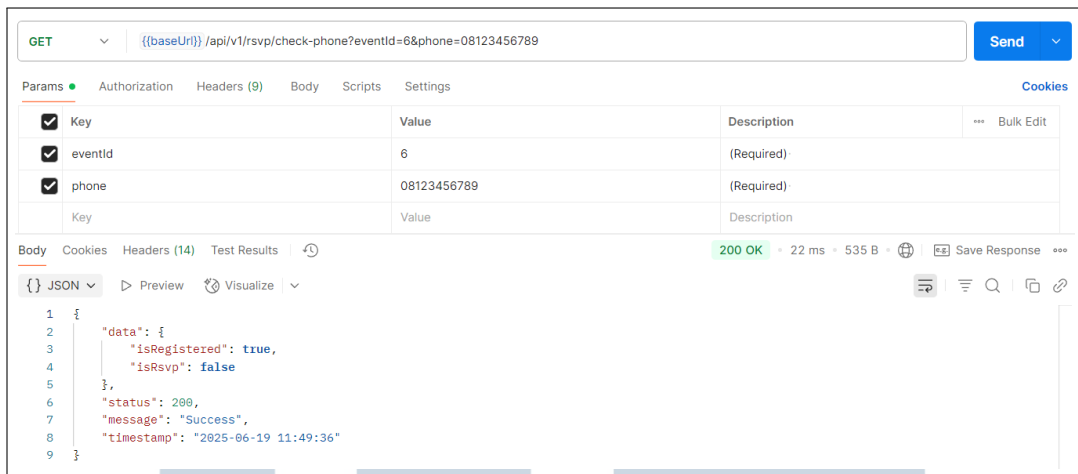 GET {{baseUrl}} /api/v1/rsvp/check-phone?eventId=6&phone=08123456789 Send
Params Authorization Headers (9) Body Scripts Settings Cookies
Key Value Description Bulk Edit
eventId 6 (Required)
phone 08123456789 (Required)
Key Value Description
Body Cookies Headers (14) Test Results 200 OK 22 ms 535 B e.g. Save Response
{} JSON Preview Visualize
1 {
2 "data": {
3 "isRegistered": true,
4 "isRsvp": false
5 },
6 "status": 200,
7 "message": "Success",
8 "timestamp": "2025-06-19 11:49:36"
9 }